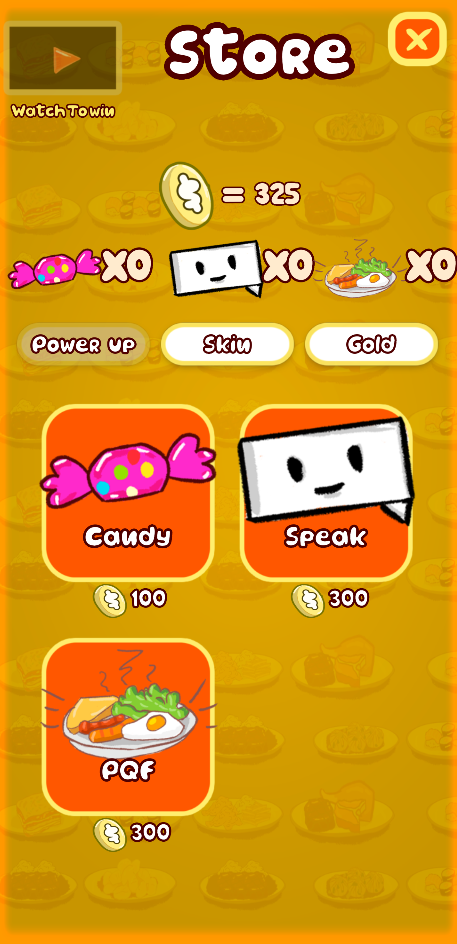 Store
WatchTowin
= 325
X0 X0 X0
Power up Skin Gold
Candy Speak
100 300
PQF
300